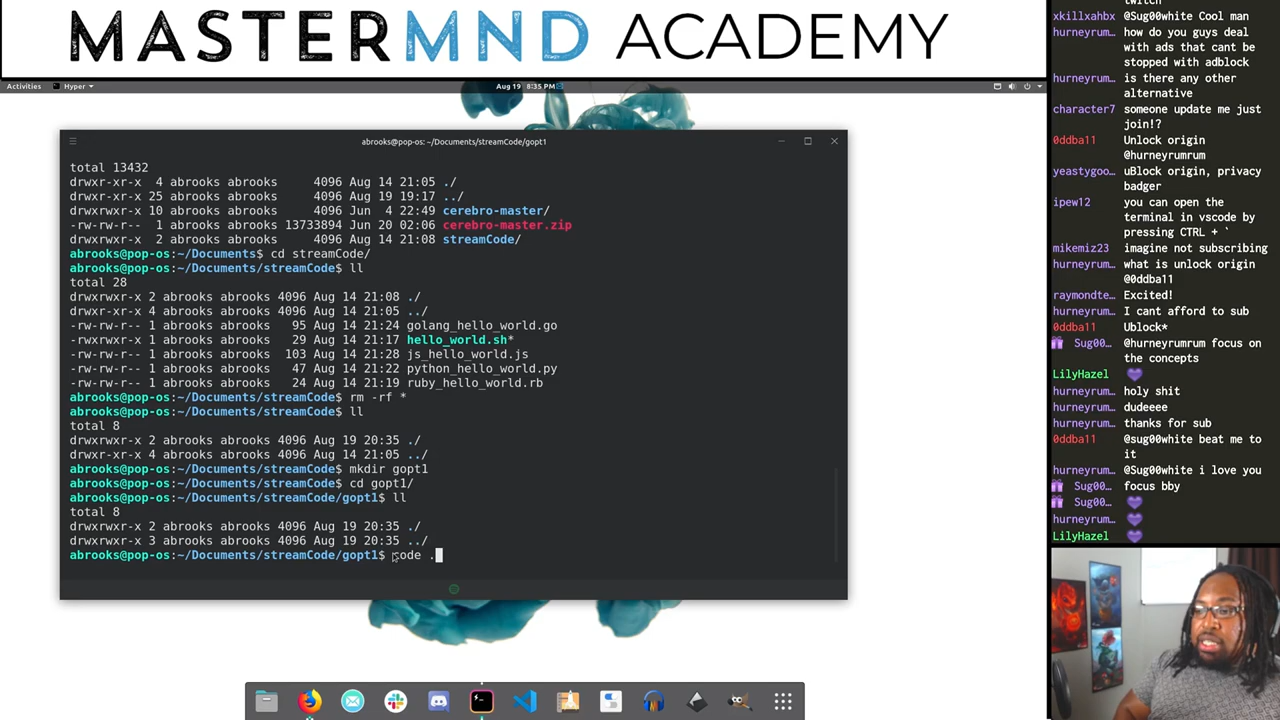 MASTERMND ACADEMY
Activities
Hyper
Aug 19 8:35 PM
abrooks@pop-os: ~/Documents/streamCode/gopt1
total 13432
drwxr-xr-x 4 abrooks abrooks 4096 Aug 14 21:05 ./
drwxr-xr-x 25 abrooks abrooks 4096 Aug 19 19:17 ../
drwxrwxr-x 10 abrooks abrooks 4096 Jun 4 22:49 cerebro-master/
-rw-rw-r-- 1 abrooks abrooks 13733894 Jun 20 02:06 cerebro-master.zip
drwxrwxr-x 2 abrooks abrooks 4096 Aug 14 21:08 streamCode/
abrooks@pop-os:~/Documents$ cd streamCode/
abrooks@pop-os:~/Documents/streamCode$ ll
total 28
drwxrwxr-x 2 abrooks abrooks 4096 Aug 14 21:08 ./
drwxr-xr-x 4 abrooks abrooks 4096 Aug 14 21:05 ../
-rw-rw-r-- 1 abrooks abrooks 95 Aug 14 21:24 golang_hello_world.go
-rwxrwxr-x 1 abrooks abrooks 29 Aug 14 21:17 hello_world.sh*
-rw-rw-r-- 1 abrooks abrooks 103 Aug 14 21:28 js_hello_world.js
-rw-rw-r-- 1 abrooks abrooks 47 Aug 14 21:22 python_hello_world.py
-rw-rw-r-- 1 abrooks abrooks 24 Aug 14 21:19 ruby_hello_world.rb
abrooks@pop-os:~/Documents/streamCode$ rm -rf *
abrooks@pop-os:~/Documents/streamCode$ ll
total 8
drwxrwxr-x 2 abrooks abrooks 4096 Aug 19 20:35 ./
drwxr-xr-x 4 abrooks abrooks 4096 Aug 14 21:05 ../
abrooks@pop-os:~/Documents/streamCode$ mkdir gopt1
abrooks@pop-os:~/Documents/streamCode$ cd gopt1/
abrooks@pop-os:~/Documents/streamCode/gopt1$ ll
total 8
drwxrwxr-x 2 abrooks abrooks 4096 Aug 19 20:35 ./
drwxrwxr-x 3 abrooks abrooks 4096 Aug 19 20:35 ../
abrooks@pop-os:~/Documents/streamCode/gopt1$ code .
twitch
xkillxahbx @Sug00white Cool man
hurneyrum… how do you guys deal
with ads that cant be
stopped with adblock
hurneyrum… is there any other
alternative
character7 someone update me just
join!?
0ddba11 Unlock origin
@hurneyrumrum
yeastygoo… uBlock origin, privacy
badger
ipew12 you can open the
terminal in vscode by
pressing CTRL + `
mikemiz23 imagine not subscribing
hurneyrum… what is unlock origin
@0ddba11
raymondte… Excited!
hurneyrum… I cant afford to sub
0ddba11 Ublock*
Sug00… @hurneyrumrum focus on
the concepts
LilyHazel
hurneyrum… holy shit
hurneyrum… dudeeee
hurneyrum… thanks for sub
0ddba11 @sug00white beat me to
it
hurneyrum… @Sug00white i love you
Sug00… focus bby
Sug00…
hurneyrum…
LilyHazel